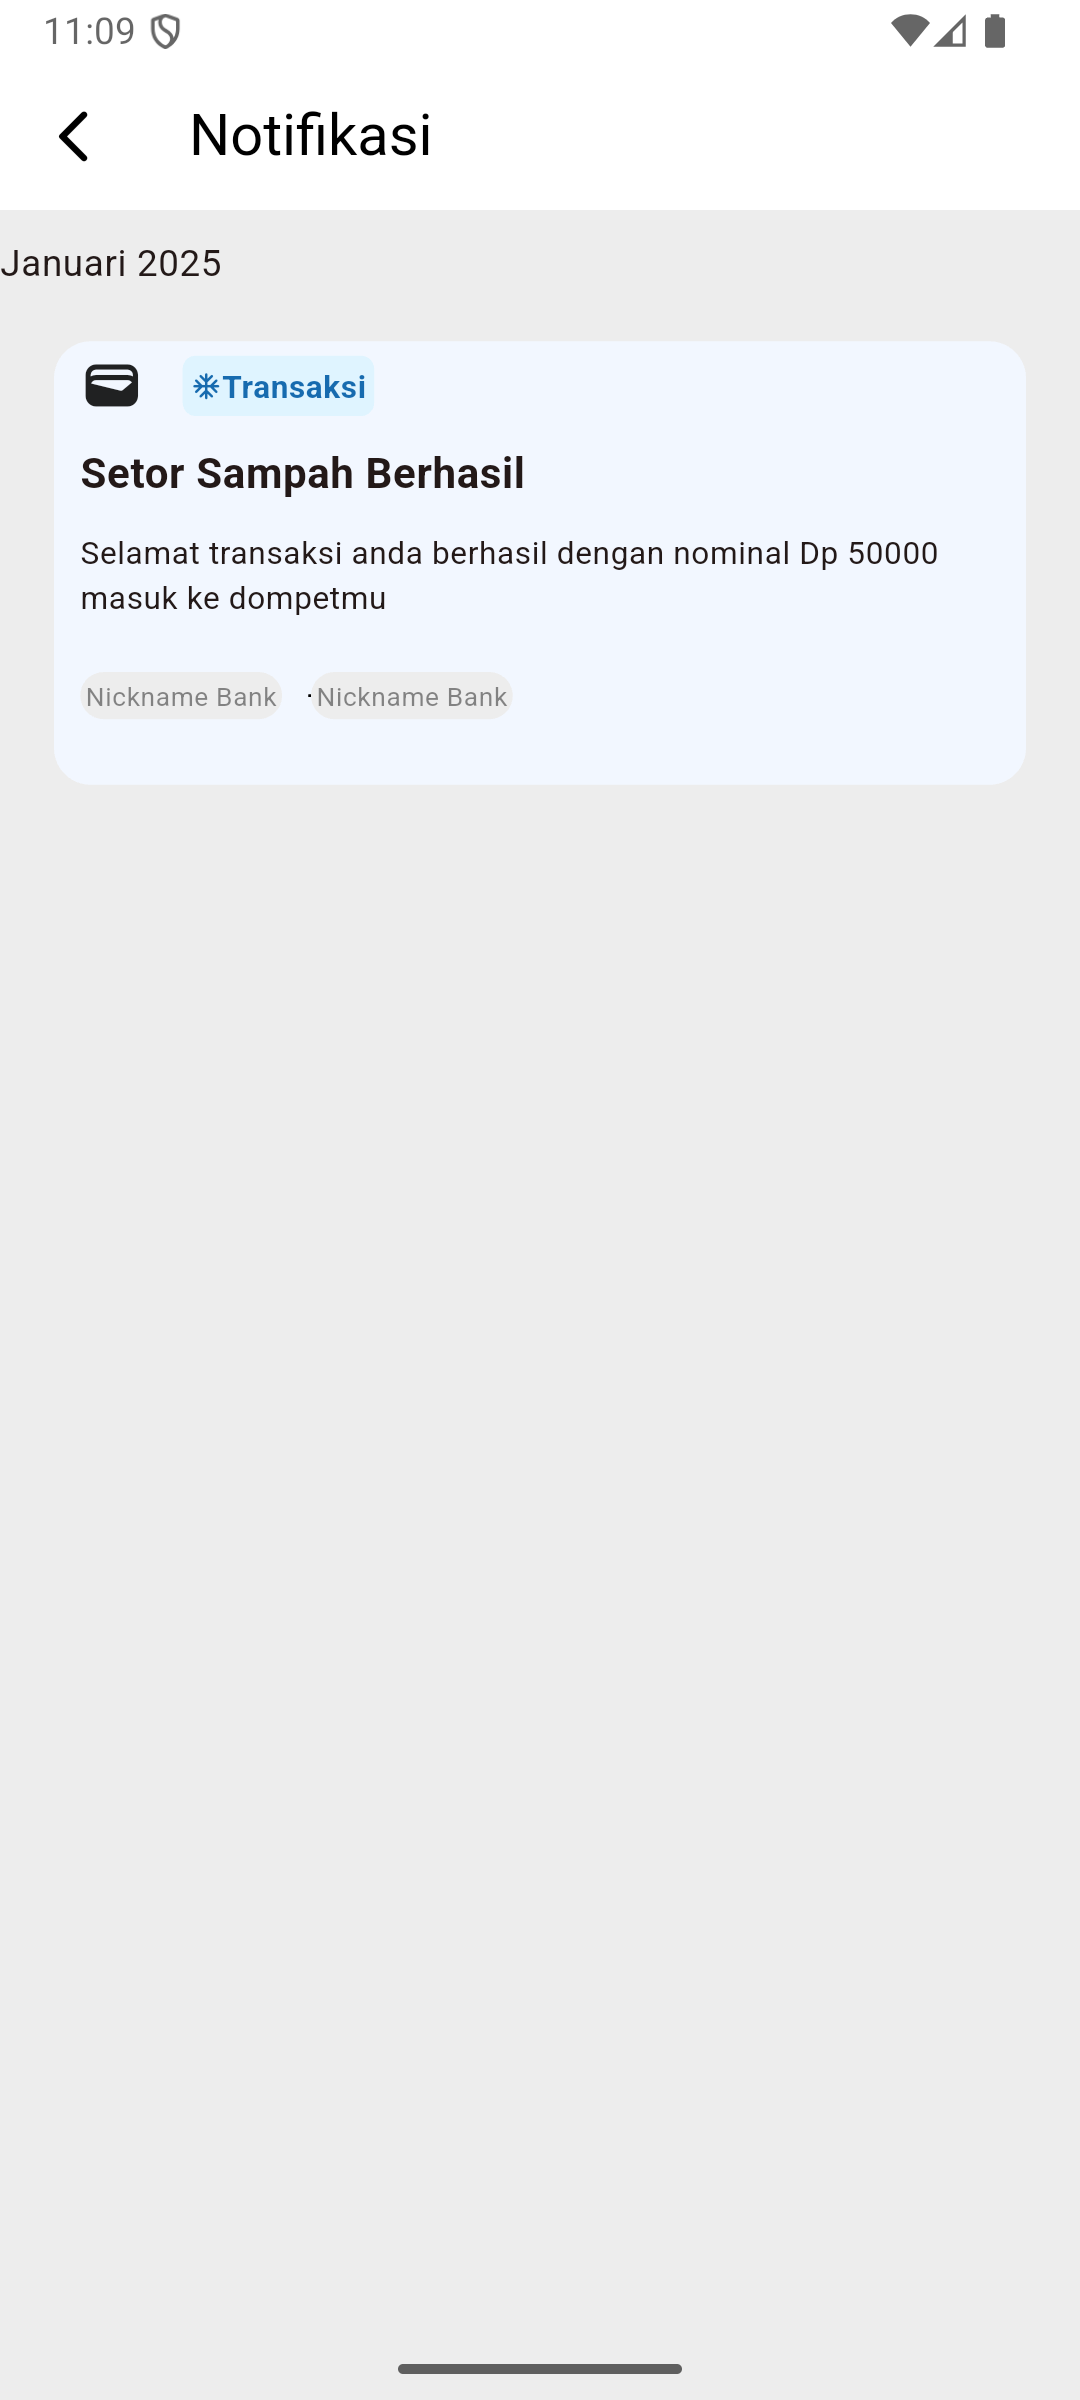 11:09
Notifikasi
Januari 2025
Transaksi
Setor Sampah Berhasil
Selamat transaksi anda berhasil dengan nominal Dp 50000
masuk ke dompetmu
Nickname Bank · Nickname Bank